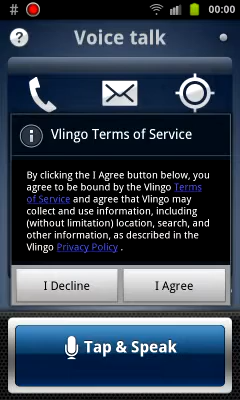 # 00:00
? Voice talk
i Vlingo Terms of Service
By clicking the I Agree button below, you
agree to be bound by the Vlingo Terms
of Service and agree that Vlingo may
collect and use information, including
(without limitation) location, search, and
other information, as described in the
Vlingo Privacy Policy .
I Decline I Agree
Tap & Speak